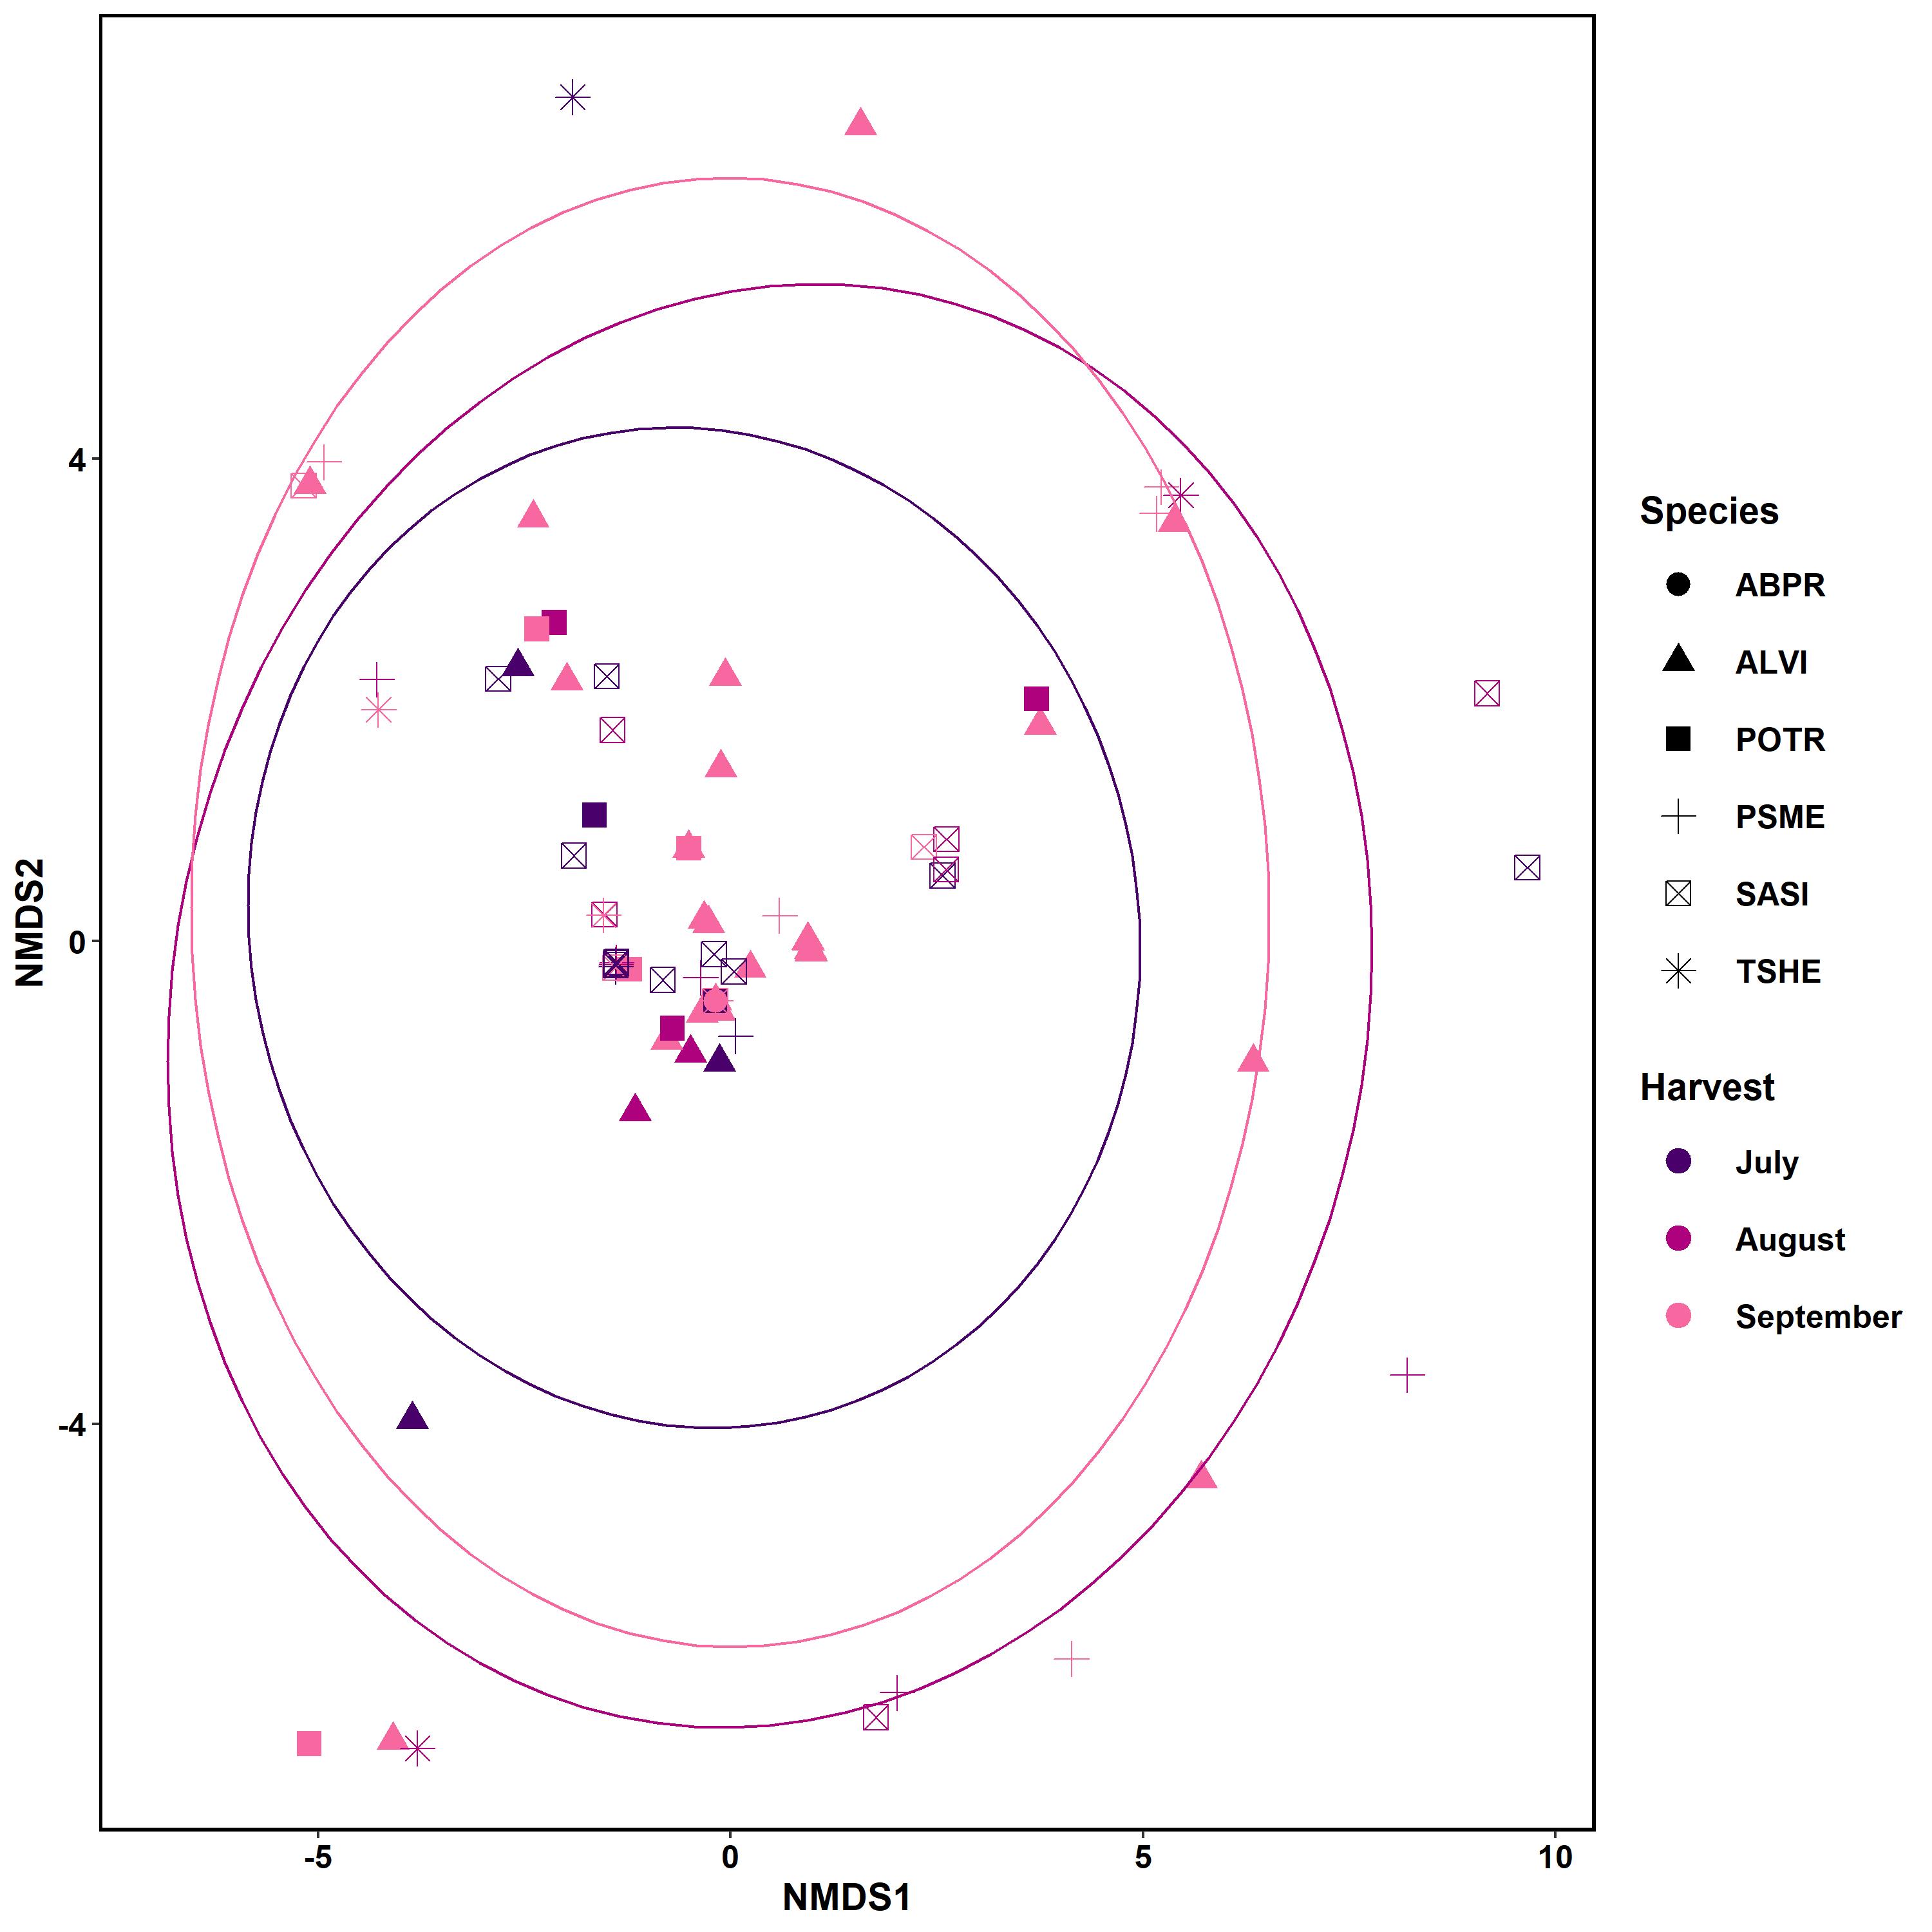 NMDS2
4
0
-4
-5
0
5
10
NMDS1
Species
ABPR
ALVI
POTR
PSME
SASI
TSHE
Harvest
July
August
September